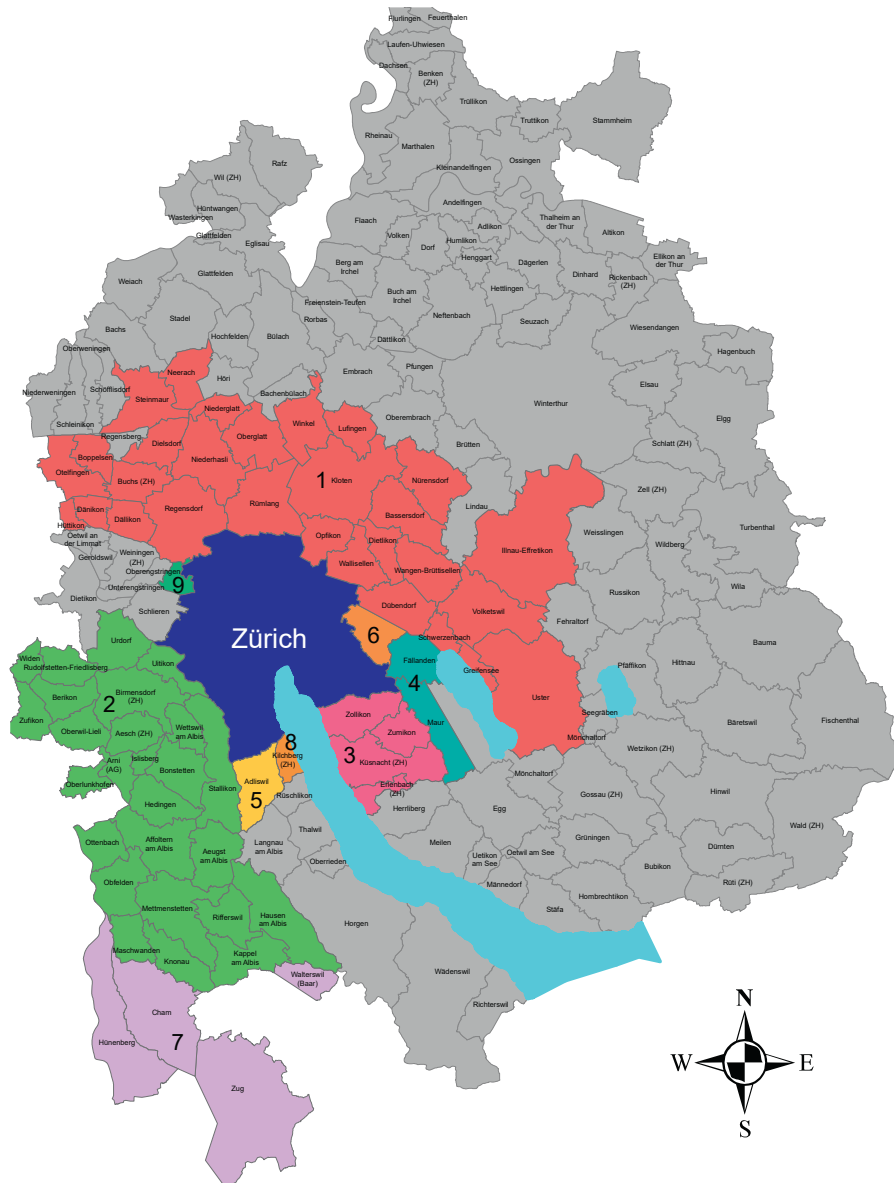 Flurlingen
Feuerthalen
Laufen-Uhwiesen
Dachsen
Benken
(ZH)
Trüllikon
Truttikon
Stammheim
Rheinau
Marthalen
Ossingen
Kleinandelfingen
Rafz
Wil (ZH)
Hüntwangen
Wasterkingen
Glattfelden
Eglisau
Andelfingen
Flaach
Volken
Dorf
Humlikon
Adlikon
Henggart
Thalheim an
der Thur
Altikon
Ellikon an
der Thur
Dägerlen
Dinhard
Rickenbach
(ZH)
Berg am
Irchel
Buch am
Irchel
Hettlingen
Glattfelden
Weiach
Stadel
Bachs
Freienstein-Teufen
Rorbas
Neftenbach
Seuzach
Wiesendangen
Hagenbuch
Hochfelden
Bülach
Dättlikon
Oberweningen
Schöfflisdorf
Niederweningen
Schleinikon
Neerach
Steinmaur
Höri
Bachenbülach
Embrach
Pfungen
Winterthur
Elsau
Elgg
Schlatt (ZH)
Oberembrach
Brütten
Niederglatt
Winkel
Lufingen
Regensberg
Dielsdorf
Oberglatt
Boppelsen
Otelfingen
Buchs (ZH)
Niederhasli
1
Kloten
Nürensdorf
Lindau
Zell (ZH)
Turbenthal
Dänikon
Hüttikon
Dällikon
Regensdorf
Rümlang
Bassersdorf
Oetwil an
der Limmat
Geroldswil
Weiningen
(ZH)
Oberengstringen
Unterengstringen
9
Opfikon
Dietlikon
Wallisellen
Wangen-Brüttisellen
Illnau-Effretikon
Weisslingen
Wildberg
Wila
Russikon
Dietikon
Schlieren
Dübendorf
Volketswil
Fehraltorf
Zürich
6
Schwerzenbach
Fällanden
Greifensee
Uster
Pfäffikon
Hittnau
Bauma
Urdorf
Widen
Rudolfstetten-Friedlisberg
Uitikon
Berikon
2
Birmensdorf
(ZH)
Zufikon
Oberwil-Lieli
Aesch (ZH)
Wettswil
am Albis
4
Maur
Seegräben
Mönchaltorf
Bäretswil
Fischenthal
Wetzikon (ZH)
Zollikon
Zumikon
3
Küsnacht (ZH)
Erlenbach
(ZH)
Herrliberg
8
Kilchberg
(ZH)
Adliswil
5
Rüschlikon
Arni
(AG)
Islisberg
Bonstetten
Oberlunkhofen
Stallikon
Hedingen
Mönchaltorf
Egg
Gossau (ZH)
Hinwil
Wald (ZH)
Grüningen
Dürnten
Rüti (ZH)
Bubikon
Langnau
am Albis
Thalwil
Oberrieden
Meilen
Uetikon
am See
Oetwil am See
Männedorf
Hombrechtikon
Stäfa
Ottenbach
Affoltern
am Albis
Aeugst
am Albis
Obfelden
Mettmenstetten
Rifferswil
Hausen
am Albis
Horgen
Maschwanden
Knonau
Kappel
am Albis
Walterswil
(Baar)
Wädenswil
Richterswil
Cham
Hünenberg
7
Zug
N
W
E
S